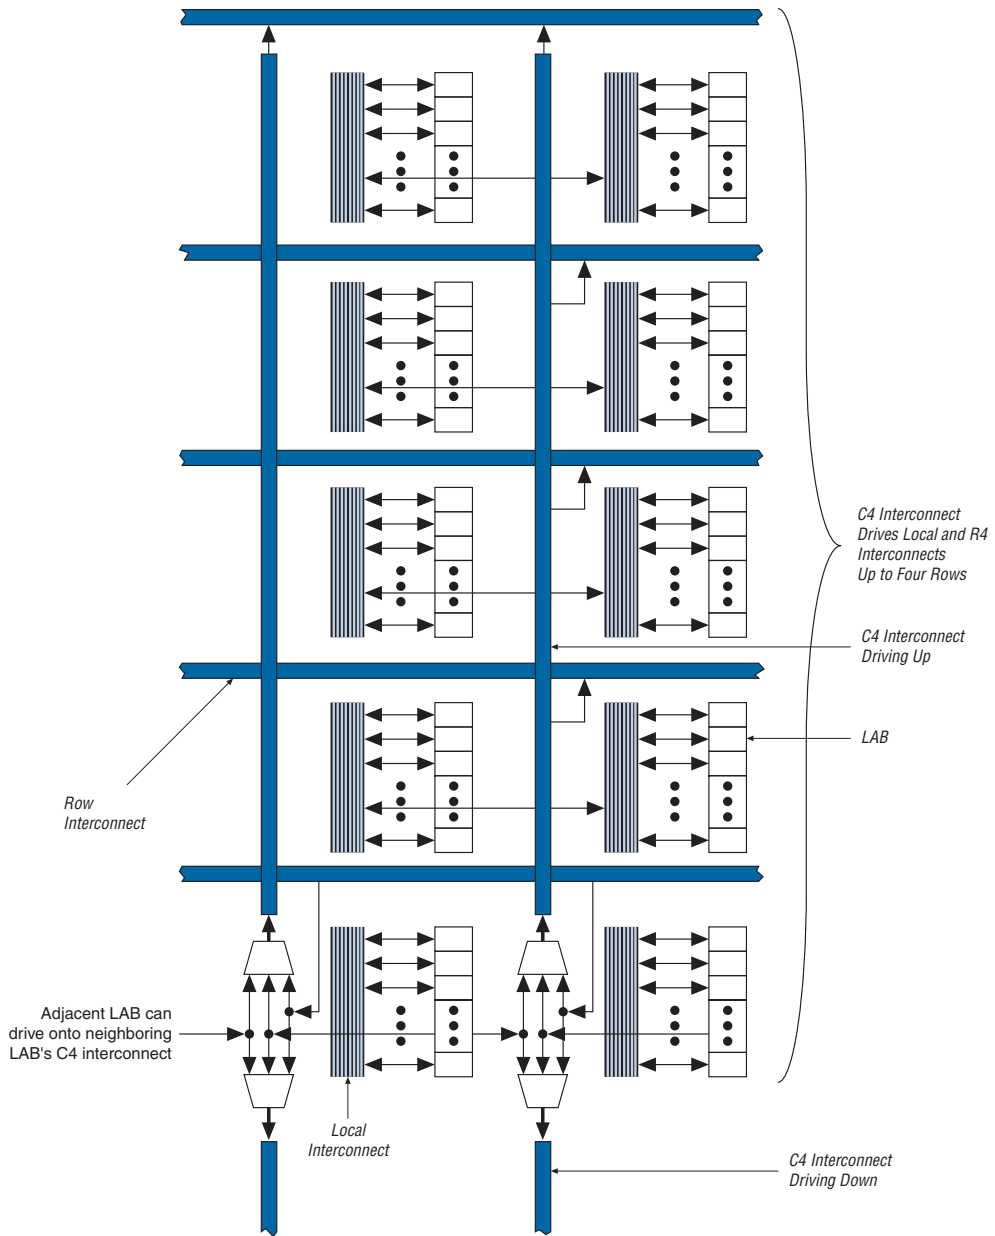 C4 Interconnect
Drives Local and R4
Interconnects
Up to Four Rows
C4 Interconnect
Driving Up
LAB
Row
Interconnect
Adjacent LAB can
drive onto neighboring
LAB's C4 interconnect
Local
Interconnect
C4 Interconnect
Driving Down